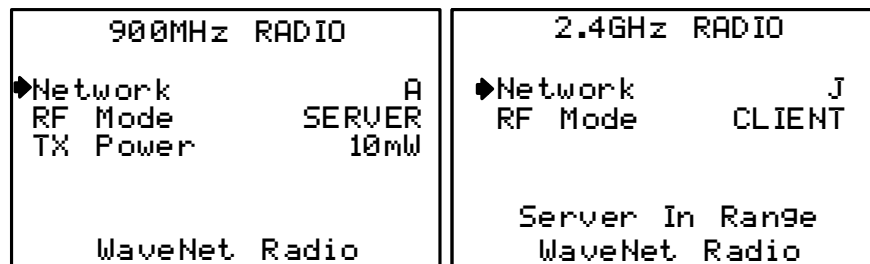 900MHz RADIO
Network A
RF Mode SERVER
TX Power 10mW
WaveNet Radio
2.4GHz RADIO
Network J
RF Mode CLIENT
Server In Range
WaveNet Radio